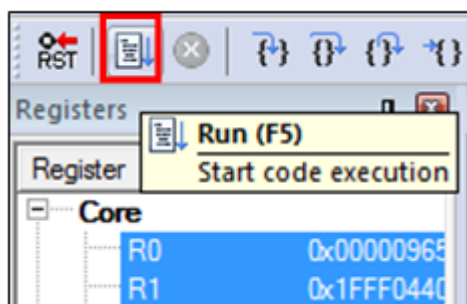 RST
Registers
Run (F5)
Start code execution
Register
Core
R0 0x00000965
R1 0x1FFF0440